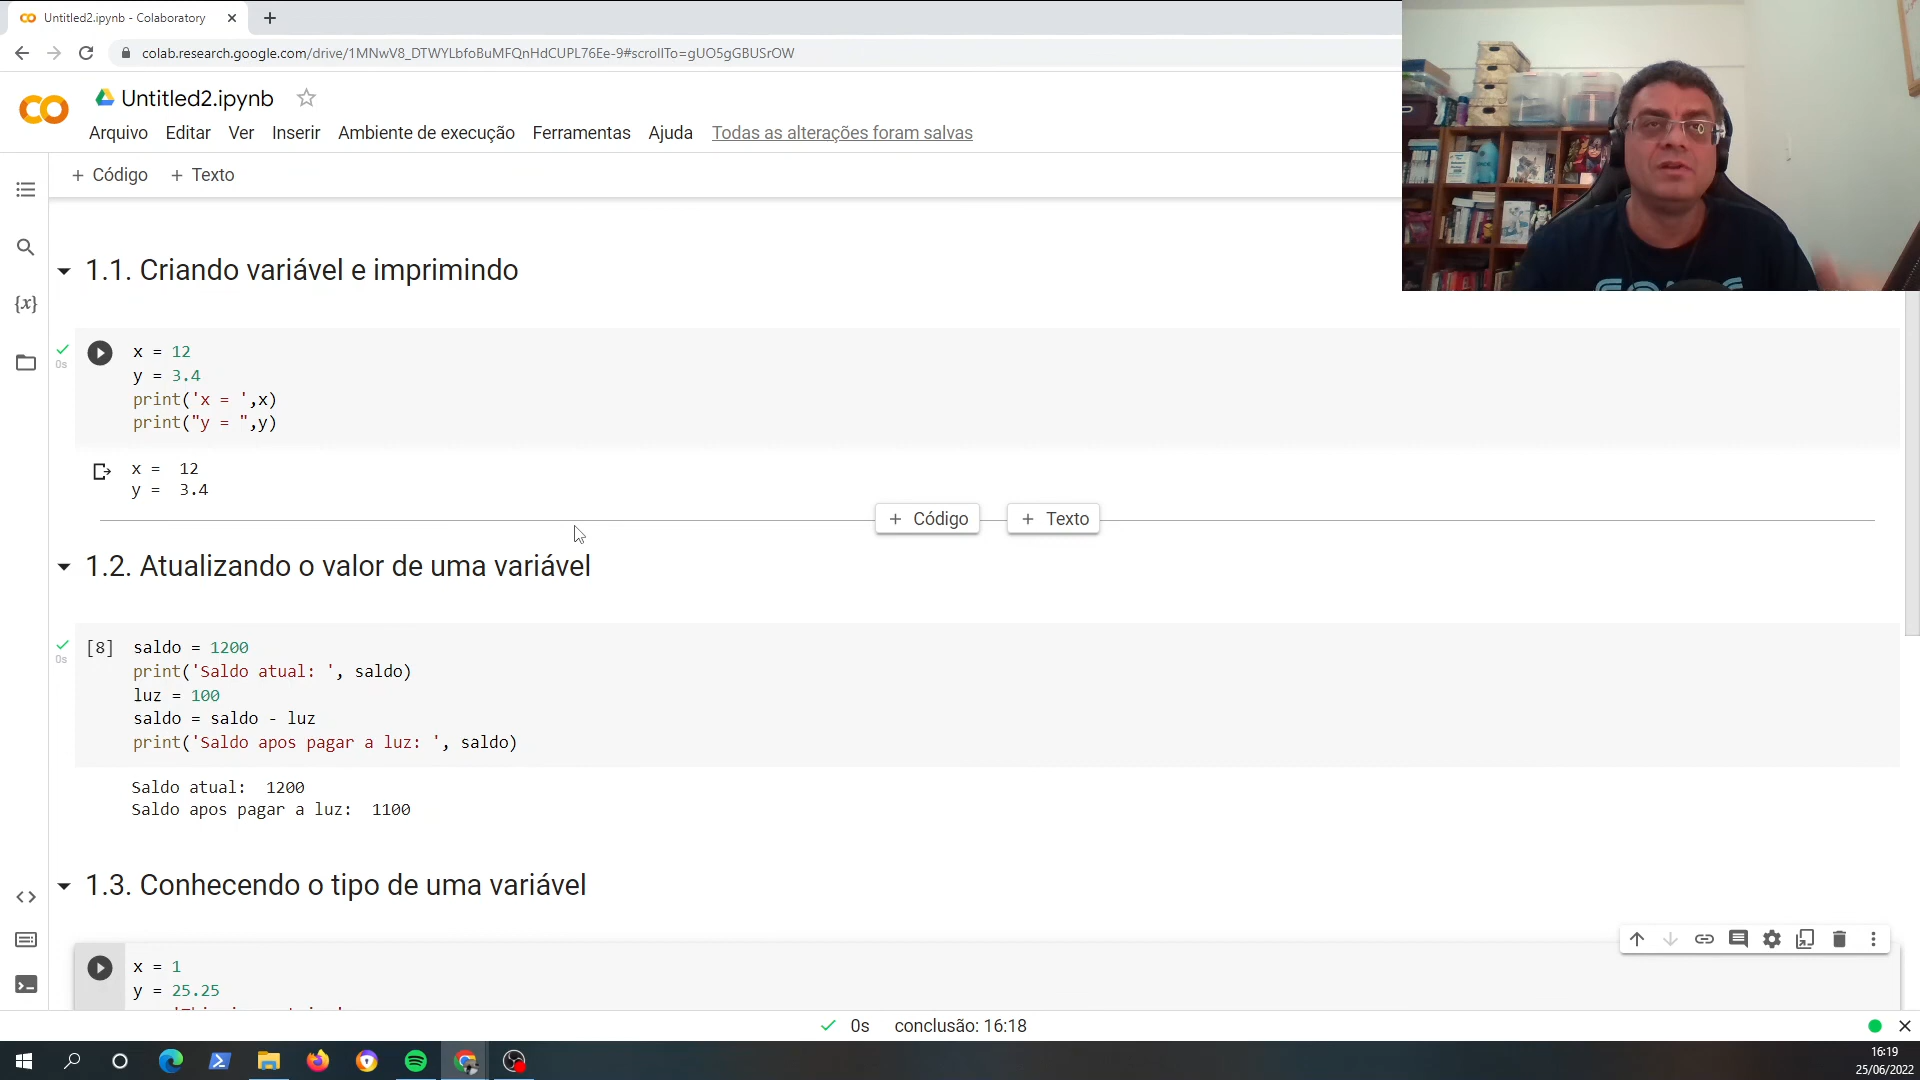 Untitled2.ipynb - Colaboratory
colab.research.google.com/drive/1MNwV8_DTWYLbfoBuMFQnHdCUPL76Ee-9#scrollTo=gUO5gGBUSrOW
Untitled2.ipynb
Arquivo Editar Ver Inserir Ambiente de execução Ferramentas Ajuda Todas as alterações foram salvas
+ Código + Texto
1.1. Criando variável e imprimindo
x = 12
0s
y = 3.4
print('x = ',x)
print("y = ",y)
x =  12
y =  3.4
+ Código + Texto
1.2. Atualizando o valor de uma variável
[8] saldo = 1200
0s
print('Saldo atual: ', saldo)
luz = 100
saldo = saldo - luz
print('Saldo apos pagar a luz: ', saldo)
Saldo atual:  1200
Saldo apos pagar a luz:  1100
1.3. Conhecendo o tipo de uma variável
x = 1
y = 25.25
0s conclusão: 16:18
16:19
25/06/2022